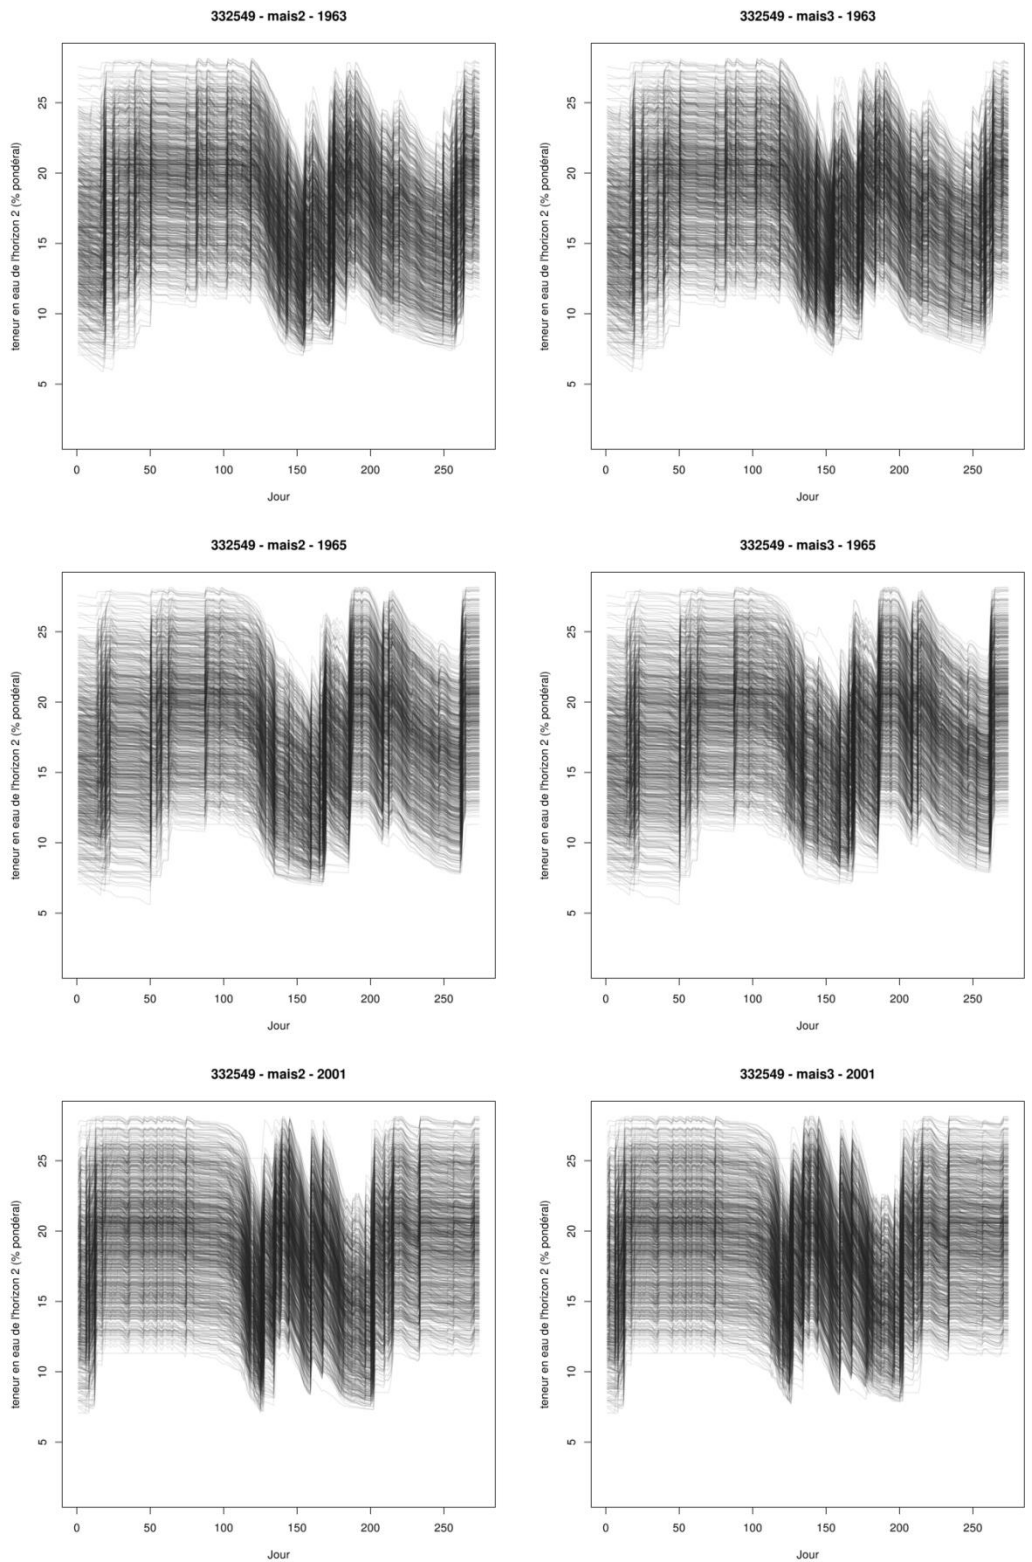 332549 - mais2 - 1963
teneur en eau de l'horizon 2 (% pondéral)
25
20
15
10
5
0 50 100 150 200 250
Jour
332549 - mais3 - 1963
teneur en eau de l'horizon 2 (% pondéral)
25
20
15
10
5
0 50 100 150 200 250
Jour
332549 - mais2 - 1965
teneur en eau de l'horizon 2 (% pondéral)
25
20
15
10
5
0 50 100 150 200 250
Jour
332549 - mais3 - 1965
teneur en eau de l'horizon 2 (% pondéral)
25
20
15
10
5
0 50 100 150 200 250
Jour
332549 - mais2 - 2001
teneur en eau de l'horizon 2 (% pondéral)
25
20
15
10
5
0 50 100 150 200 250
Jour
332549 - mais3 - 2001
teneur en eau de l'horizon 2 (% pondéral)
25
20
15
10
5
0 50 100 150 200 250
Jour